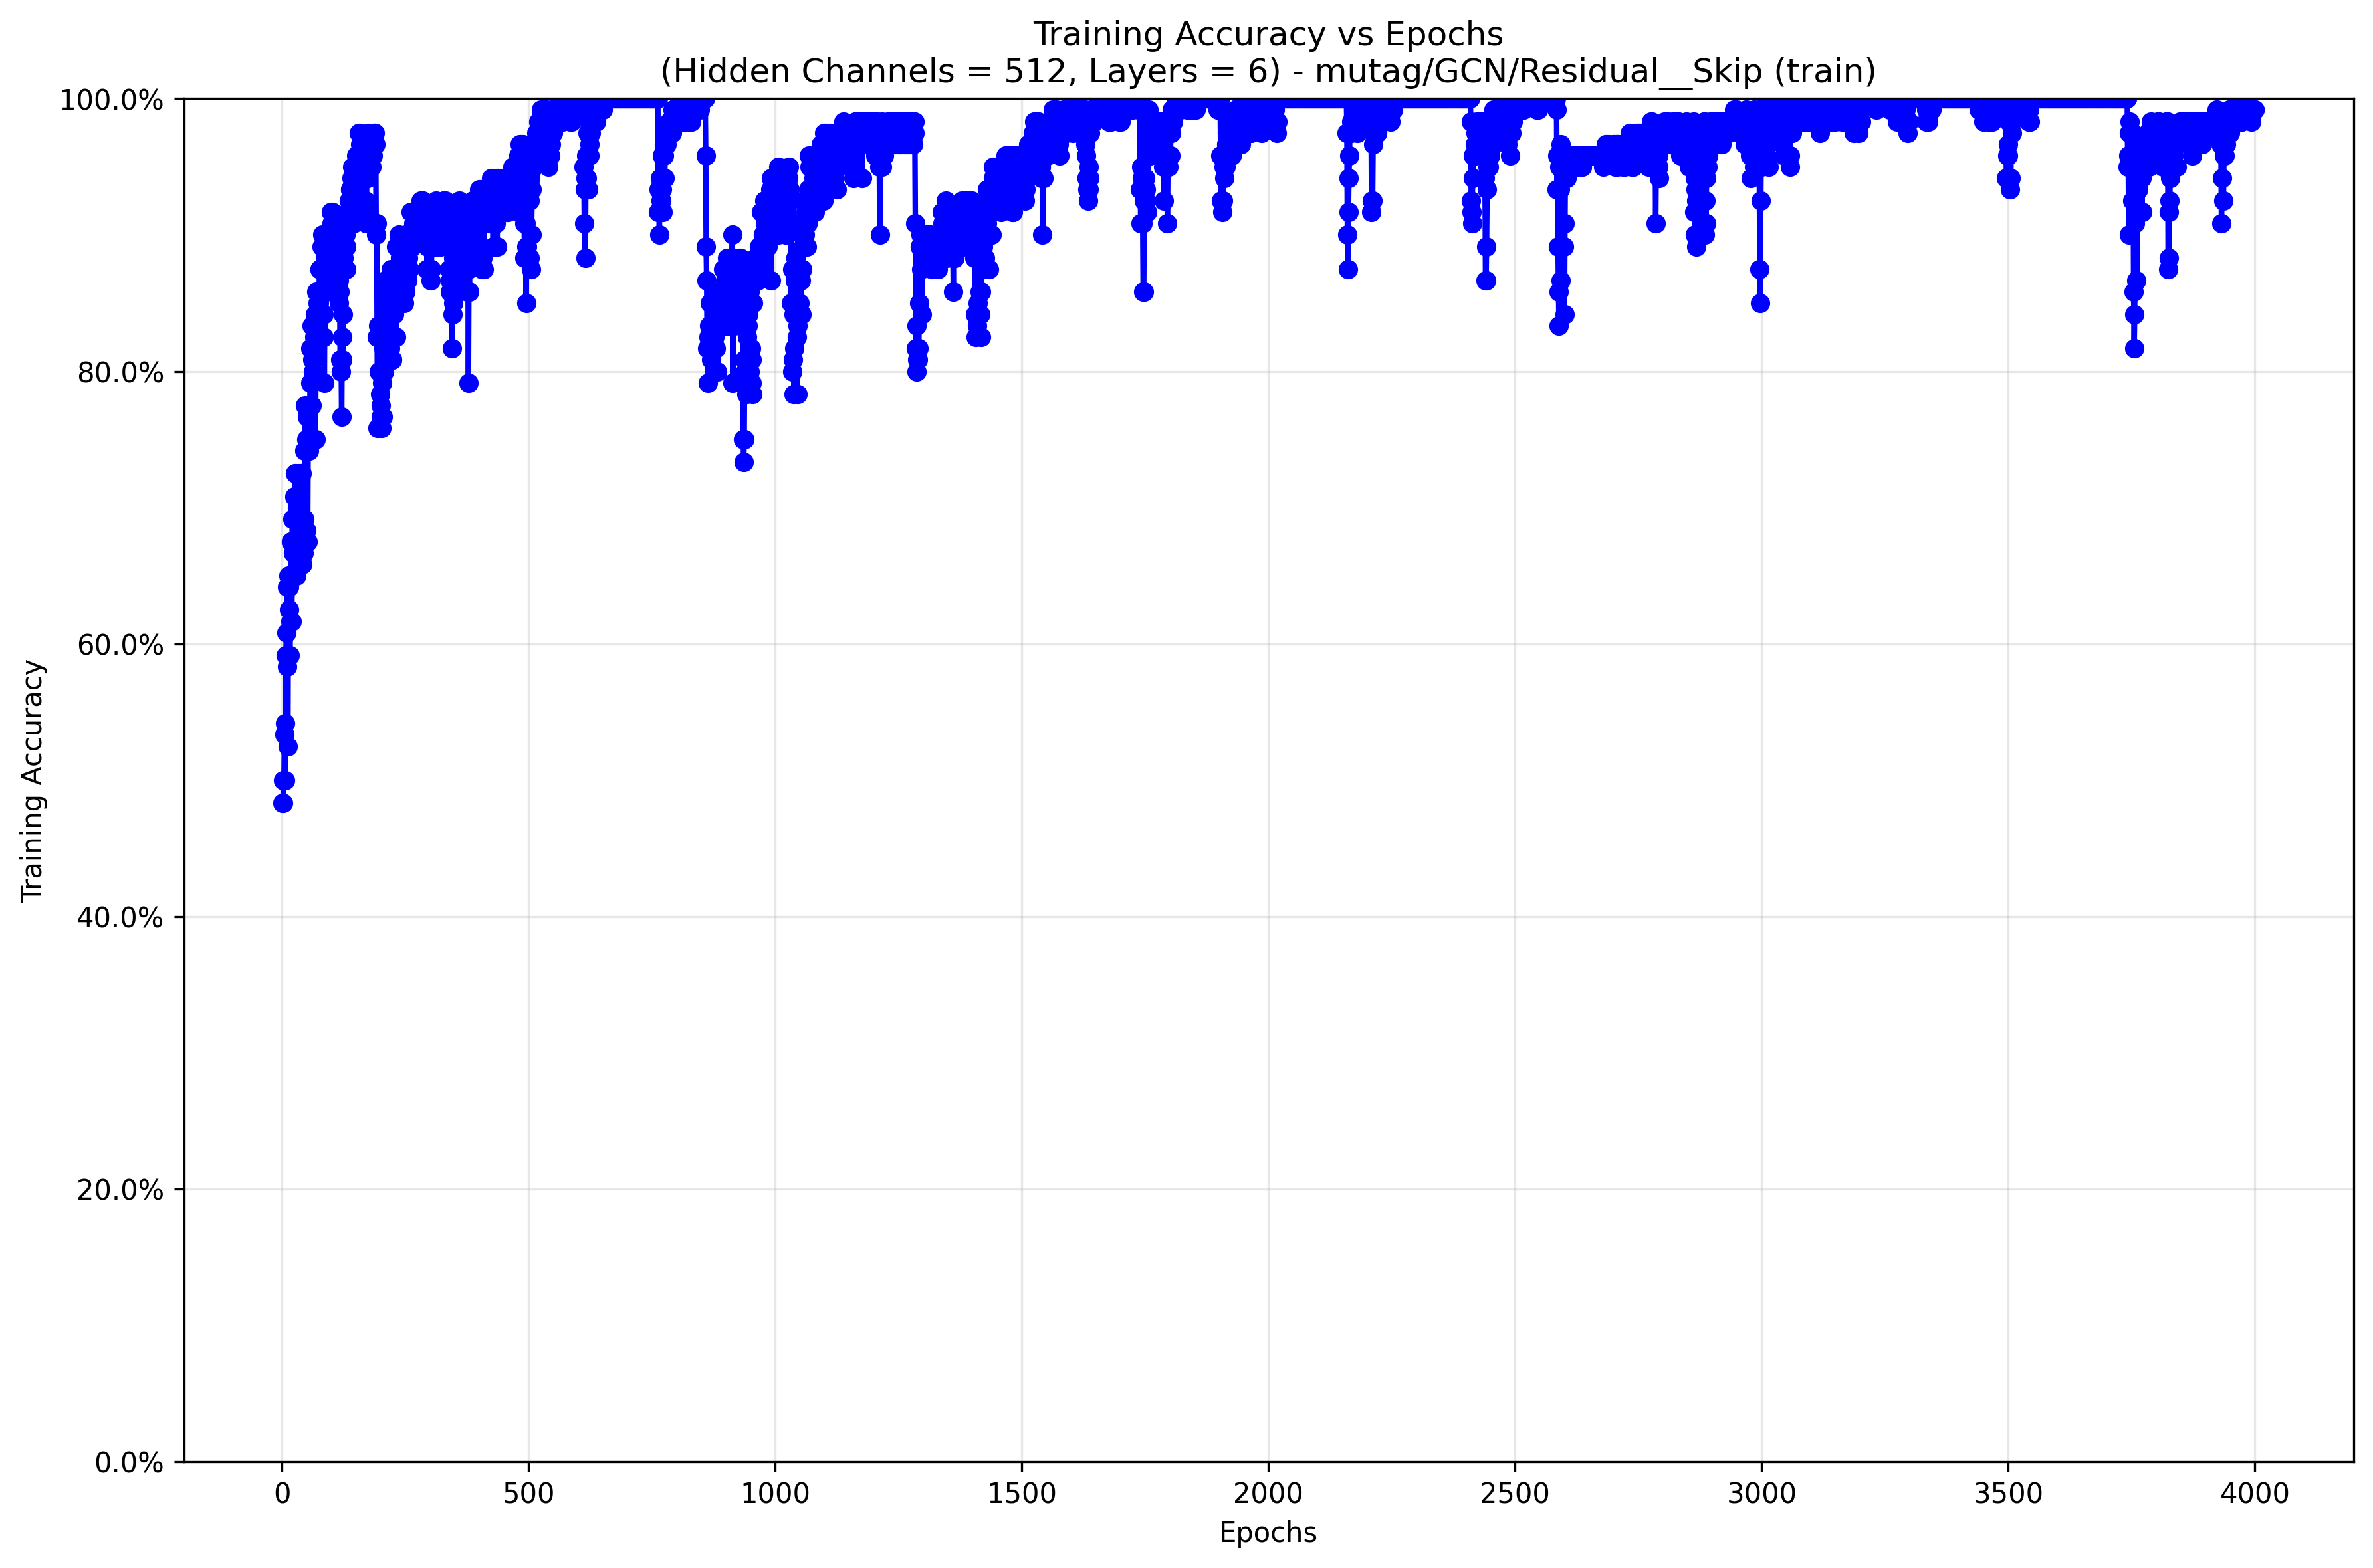 Training Accuracy vs Epochs
(Hidden Channels = 512, Layers = 6) - mutag/GCN/Residual__Skip (train)
100.0%
80.0%
60.0%
40.0%
20.0%
0.0%
Training Accuracy
0 500 1000 1500 2000 2500 3000 3500 4000
Epochs